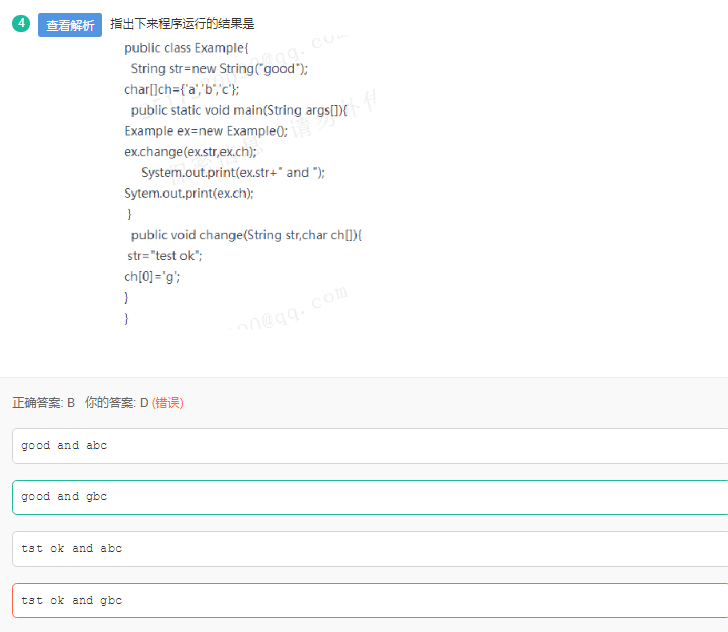 4 查看解析 指出下来程序运行的结果是
public class Example{
String str=new String("good");
char[]ch={'a','b','c'};
public static void main(String args[]){
Example ex=new Example();
ex.change(ex.str,ex.ch);
System.out.print(ex.str+" and ");
Sytem.out.print(ex.ch);
}
public void change(String str,char ch[]){
str="test ok";
ch[0]='g';
}
}
正确答案: B 你的答案: D (错误)
good and abc
good and gbc
tst ok and abc
tst ok and gbc